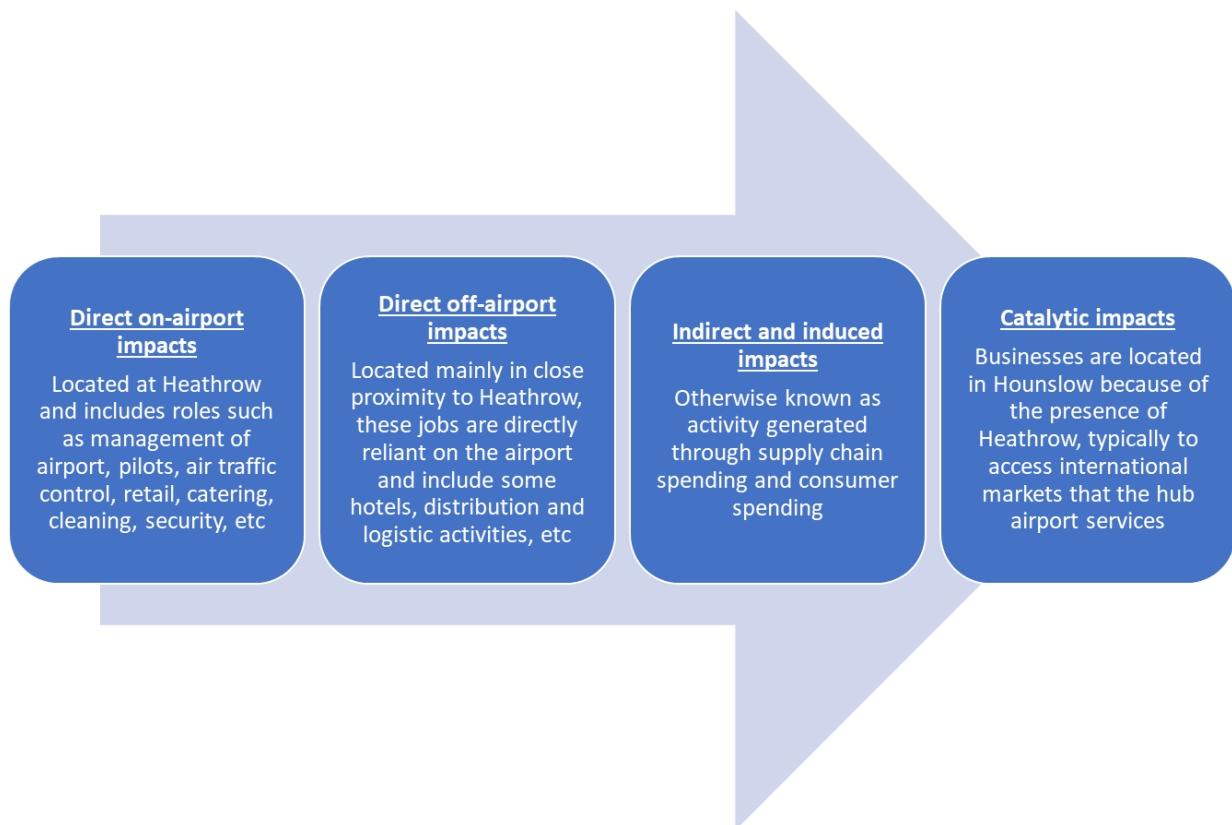 Direct on-airport
impacts
Located at Heathrow
and includes roles such
as management of
airport, pilots, air traffic
control, retail, catering,
cleaning, security, etc
Direct off-airport
impacts
Located mainly in close
proximity to Heathrow,
these jobs are directly
reliant on the airport
and include some
hotels, distribution and
logistic activities, etc
Indirect and induced
impacts
Otherwise known as
activity generated
through supply chain
spending and consumer
spending
Catalytic impacts
Businesses are located
in Hounslow because of
the presence of
Heathrow, typically to
access international
markets that the hub
airport services